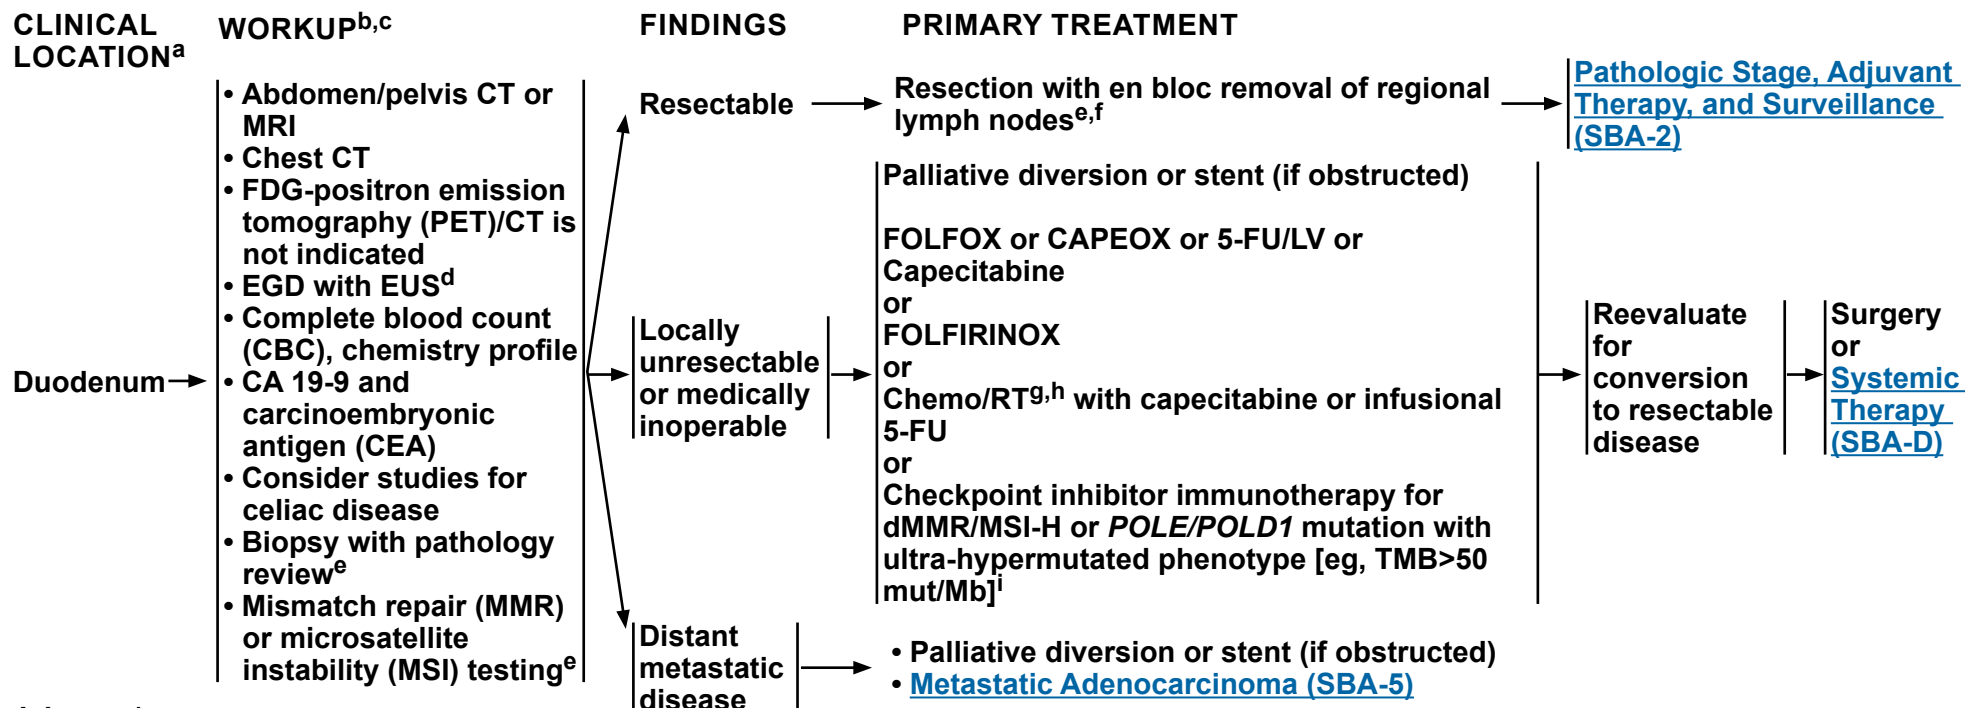 CLINICAL LOCATIONa
WORKUPb,c
FINDINGS
PRIMARY TREATMENT
Duodenum
• Abdomen/pelvis CT or
MRI
• Chest CT
• FDG-positron emission
tomography (PET)/CT is
not indicated
• EGD with EUSd
• Complete blood count
(CBC), chemistry profile
• CA 19-9 and
carcinoembryonic
antigen (CEA)
• Consider studies for
celiac disease
• Biopsy with pathology
reviewe
• Mismatch repair (MMR)
or microsatellite
instability (MSI) testinge
Resectable
Resection with en bloc removal of regional
lymph nodese,f
Pathologic Stage, Adjuvant
Therapy, and Surveillance
(SBA-2)
Locally
unresectable
or medically
inoperable
Palliative diversion or stent (if obstructed)
FOLFOX or CAPEOX or 5-FU/LV or
Capecitabine
or
FOLFIRINOX
or
Chemo/RTg,h with capecitabine or infusional
5-FU
or
Checkpoint inhibitor immunotherapy for
dMMR/MSI-H or POLE/POLD1 mutation with
ultra-hypermutated phenotype [eg, TMB>50
mut/Mb]i
Reevaluate
for
conversion
to resectable
disease
Surgery
or
Systemic
Therapy
(SBA-D)
Distant
metastatic
disease
• Palliative diversion or stent (if obstructed)
• Metastatic Adenocarcinoma (SBA-5)